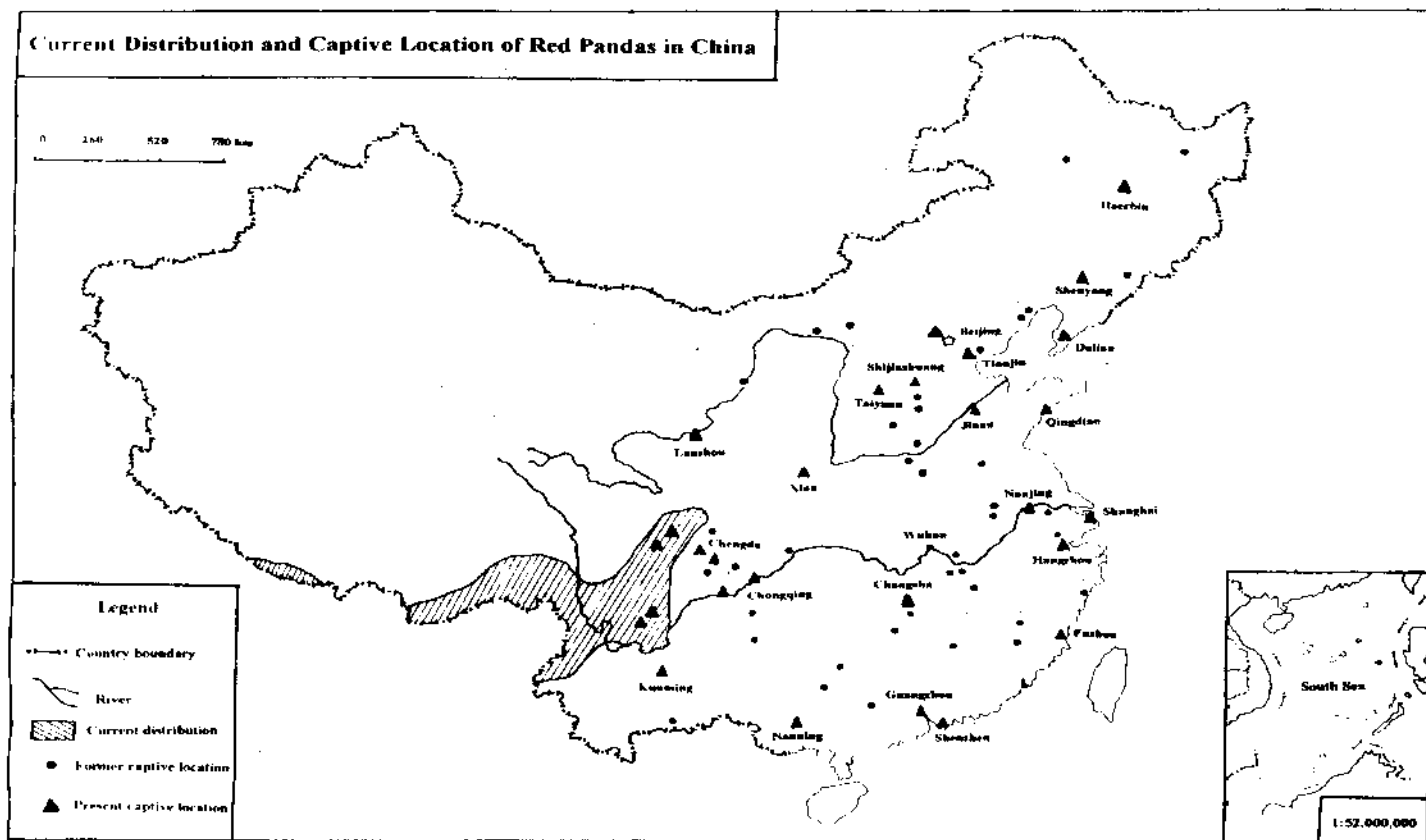 Current Distribution and Captive Location of Red Pandas in China
0 260 520 780 km
Haerbin
Shenyang
Beijing
Dalian
Tianjin
Shijiazhuang
Taiyuan
Jinan
Qingdao
Lanzhou
Xian
Nanjing
Shanghai
Wuhan
Chengdu
Hangzhou
Changsha
Chongqing
Fuzhou
Kunming
Guangzhou
Nanning
Shenzhen
Legend
Country boundary
River
Current distribution
Former captive location
Present captive location
South Sea
1:52,000,000